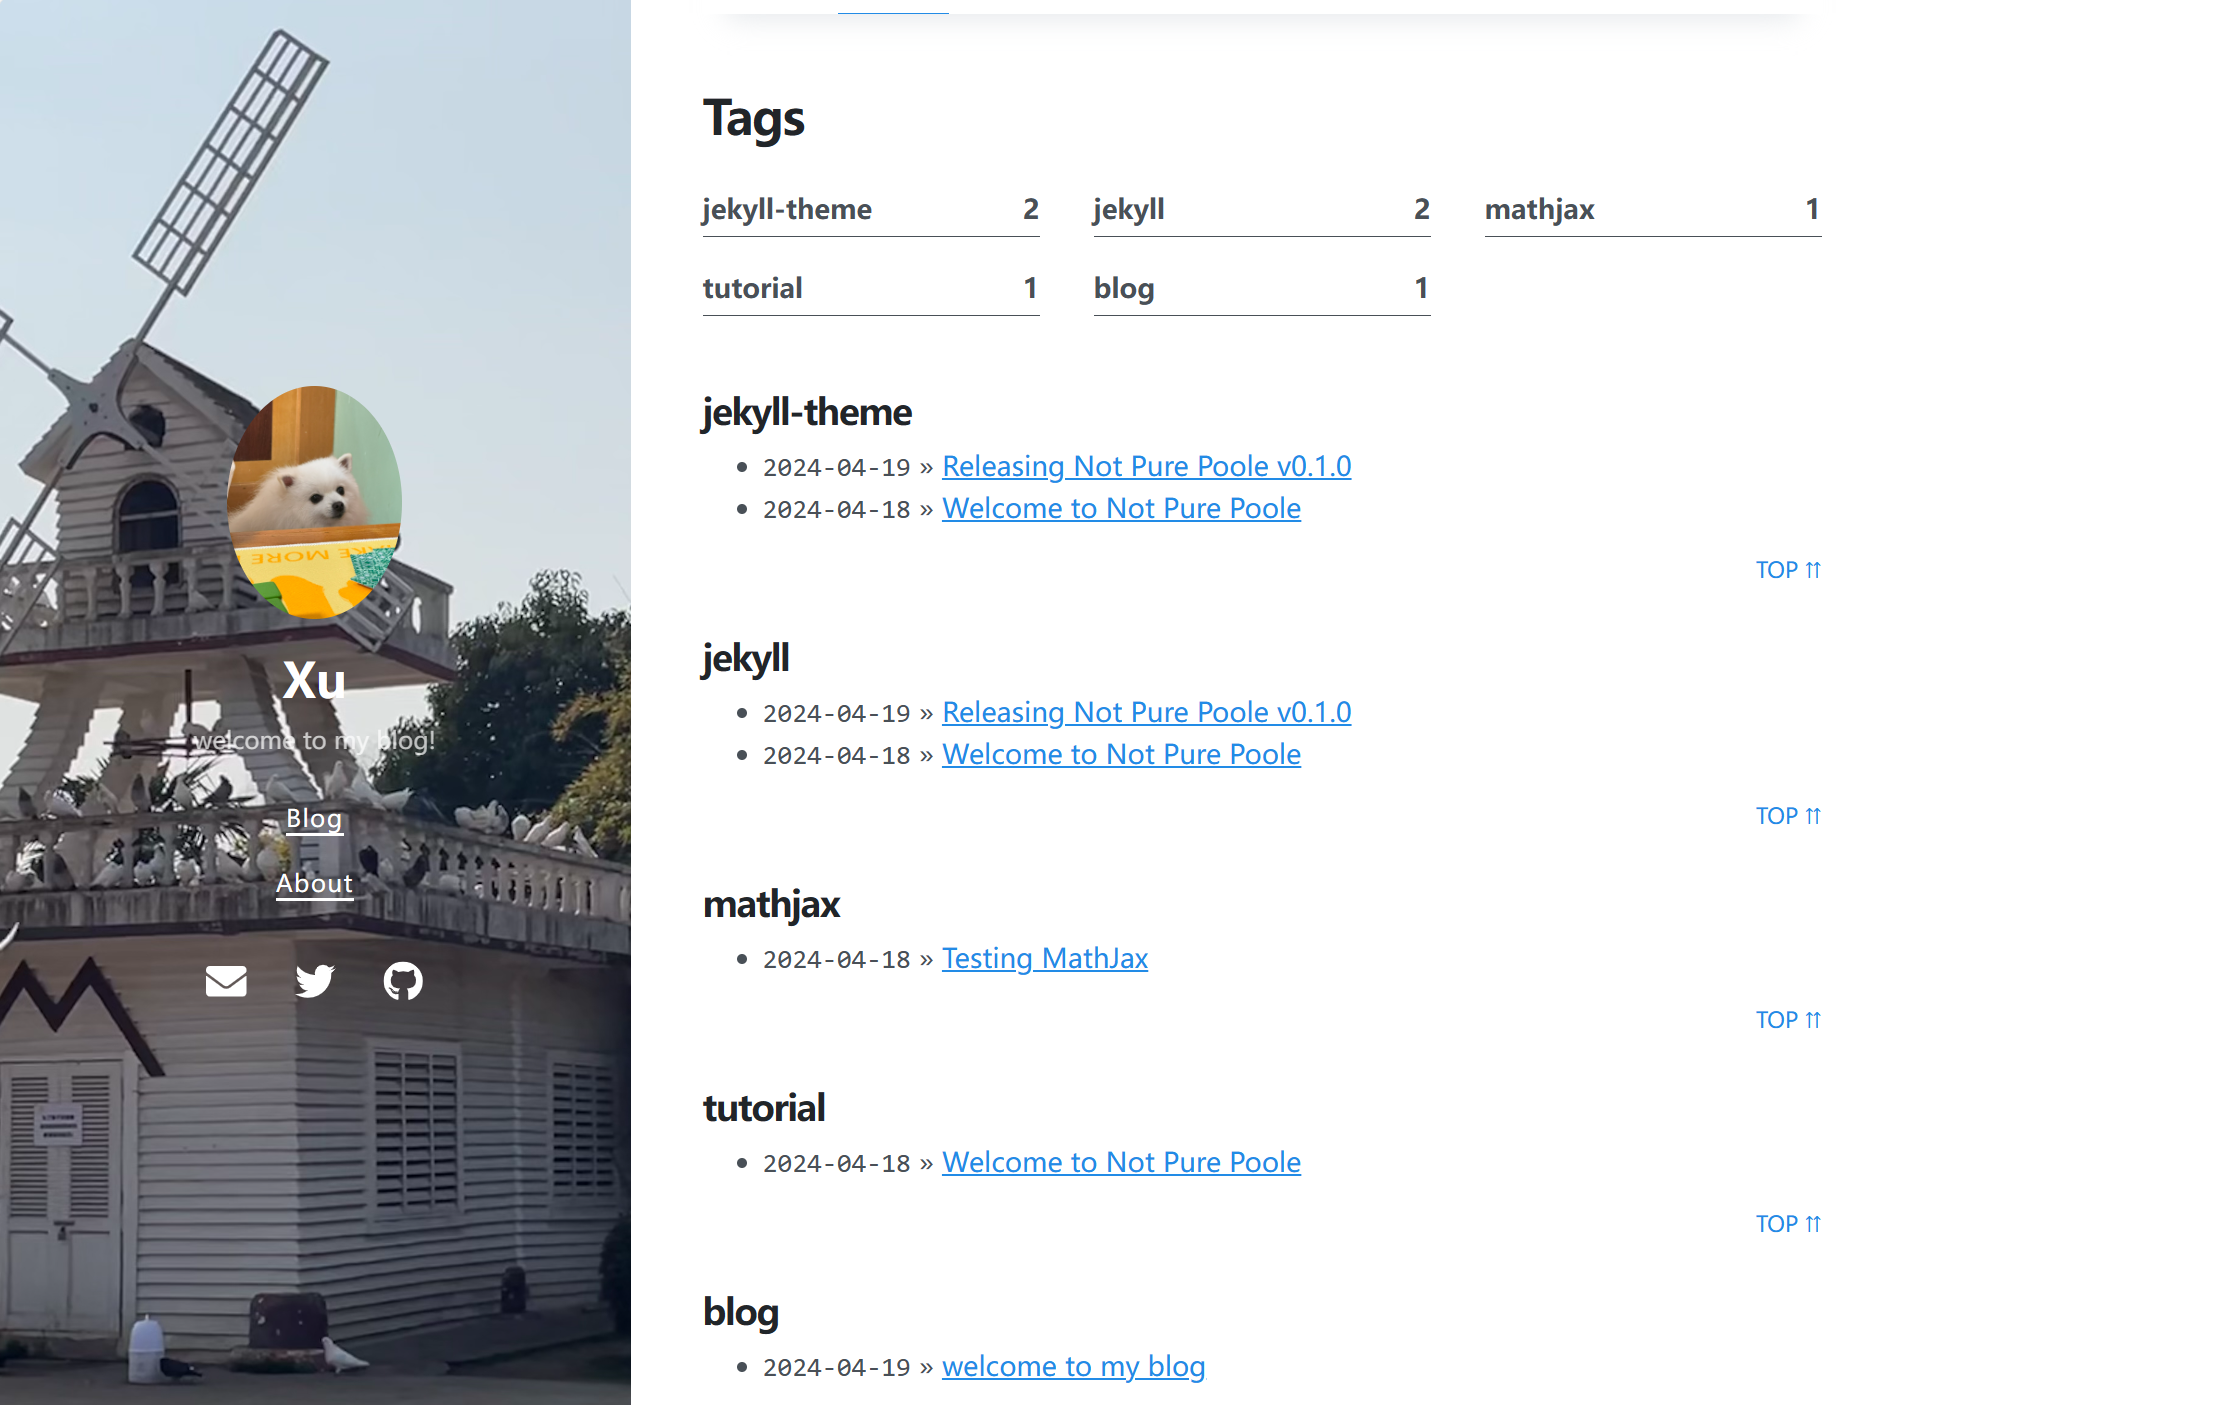 Xu
welcome to my blog!
Blog
About
Tags
jekyll-theme 2
jekyll 2
mathjax 1
tutorial 1
blog 1
jekyll-theme
2024-04-19 » Releasing Not Pure Poole v0.1.0
2024-04-18 » Welcome to Not Pure Poole
TOP ⇈
jekyll
2024-04-19 » Releasing Not Pure Poole v0.1.0
2024-04-18 » Welcome to Not Pure Poole
TOP ⇈
mathjax
2024-04-18 » Testing MathJax
TOP ⇈
tutorial
2024-04-18 » Welcome to Not Pure Poole
TOP ⇈
blog
2024-04-19 » welcome to my blog